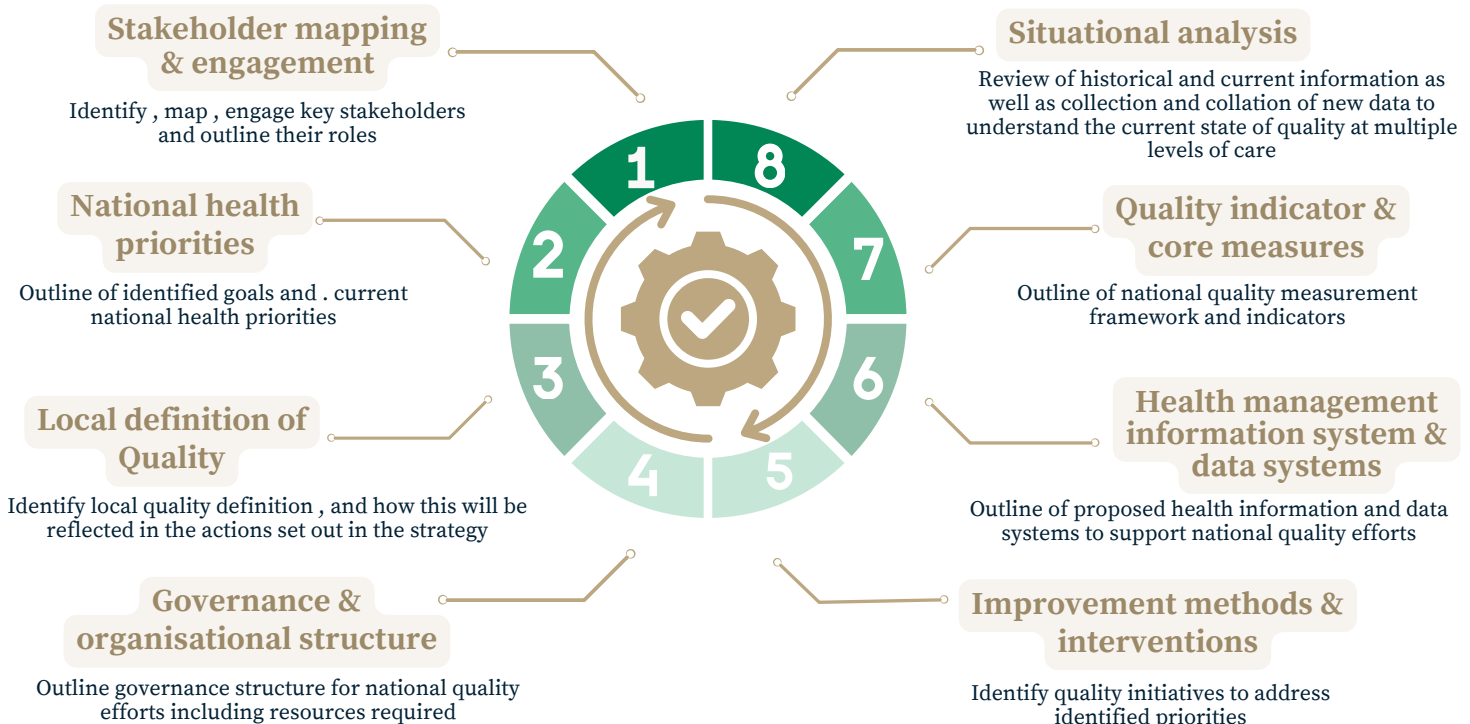 Stakeholder mapping
& engagement
Identify , map , engage key stakeholders
and outline their roles
National health
priorities
Outline of identified goals and . current
national health priorities
Local definition of
Quality
Identify local quality definition , and how this will be
reflected in the actions set out in the strategy
Governance &
organisational structure
Outline governance structure for national quality
efforts including resources required
1
2
3
4
5
6
7
8
Situational analysis
Review of historical and current information as
well as collection and collation of new data to
understand the current state of quality at multiple
levels of care
Quality indicator &
core measures
Outline of national quality measurement
framework and indicators
Health management
information system &
data systems
Outline of proposed health information and data
systems to support national quality efforts
Improvement methods &
interventions
Identify quality initiatives to address
identified priorities